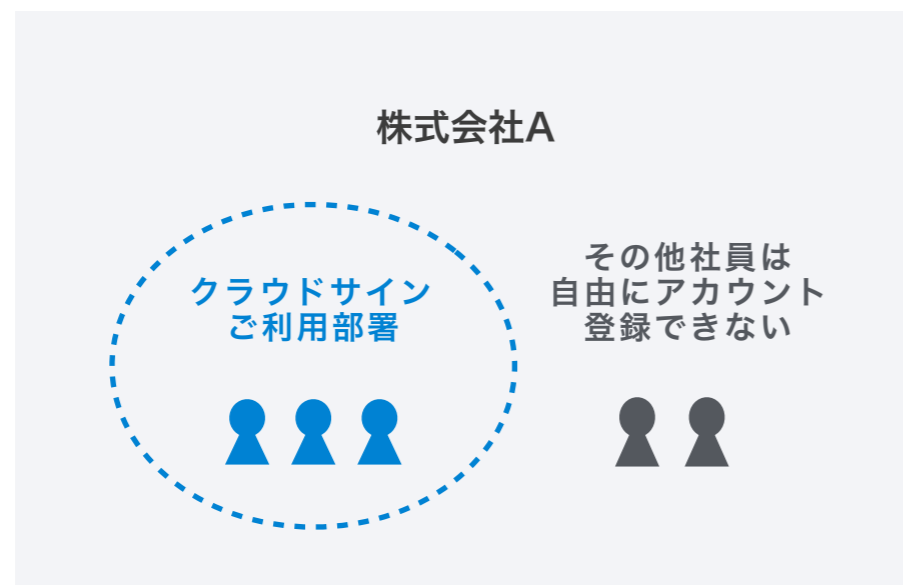 株式会社A
クラウドサイン
ご利用部署
その他社員は
自由にアカウント
登録できない